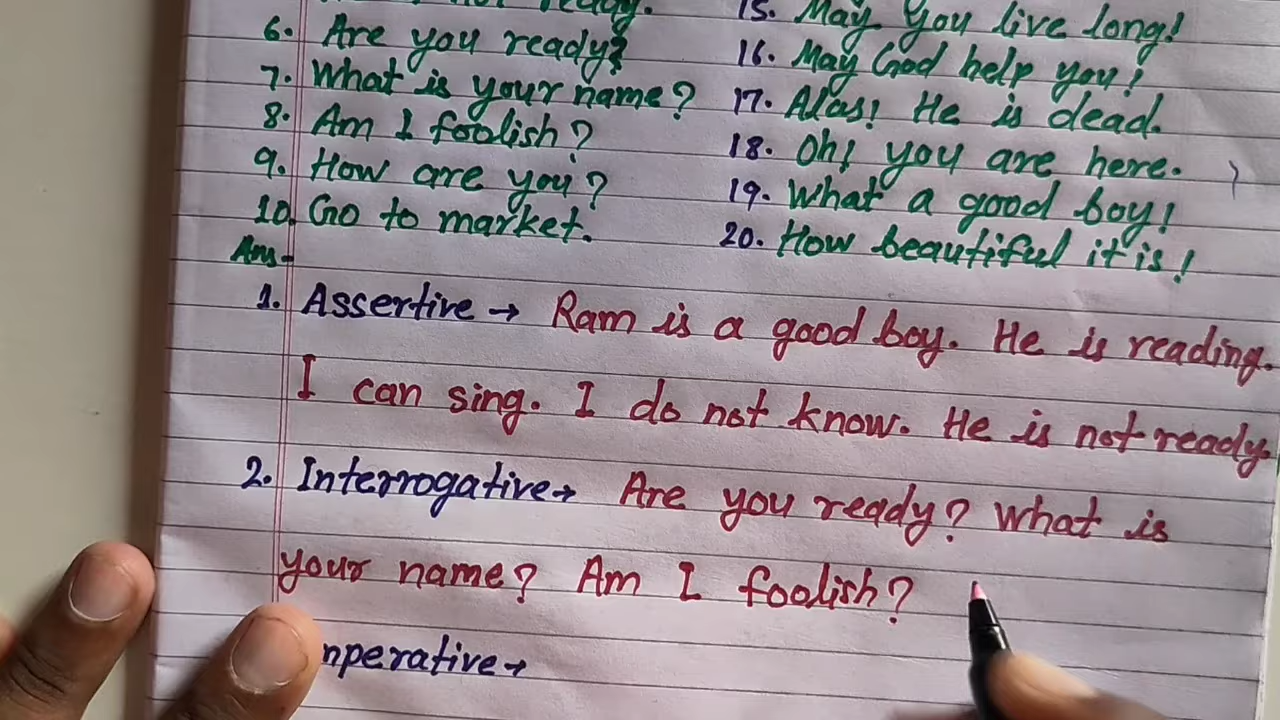 ready.
6. Are you ready?
7. What is your name?
8. Am I foolish?
9. How are you?
10. Go to market.
15. May you live long!
16. May God help you!
17. Alas! He is dead.
18. Oh! you are here.
19. What a good boy!
20. How beautiful it is!
Ans-
1. Assertive → Ram is a good boy. He is reading.
I can sing. I do not know. He is not ready.
2. Interrogative → Are you ready? What is
your name? Am I foolish?
mperative →